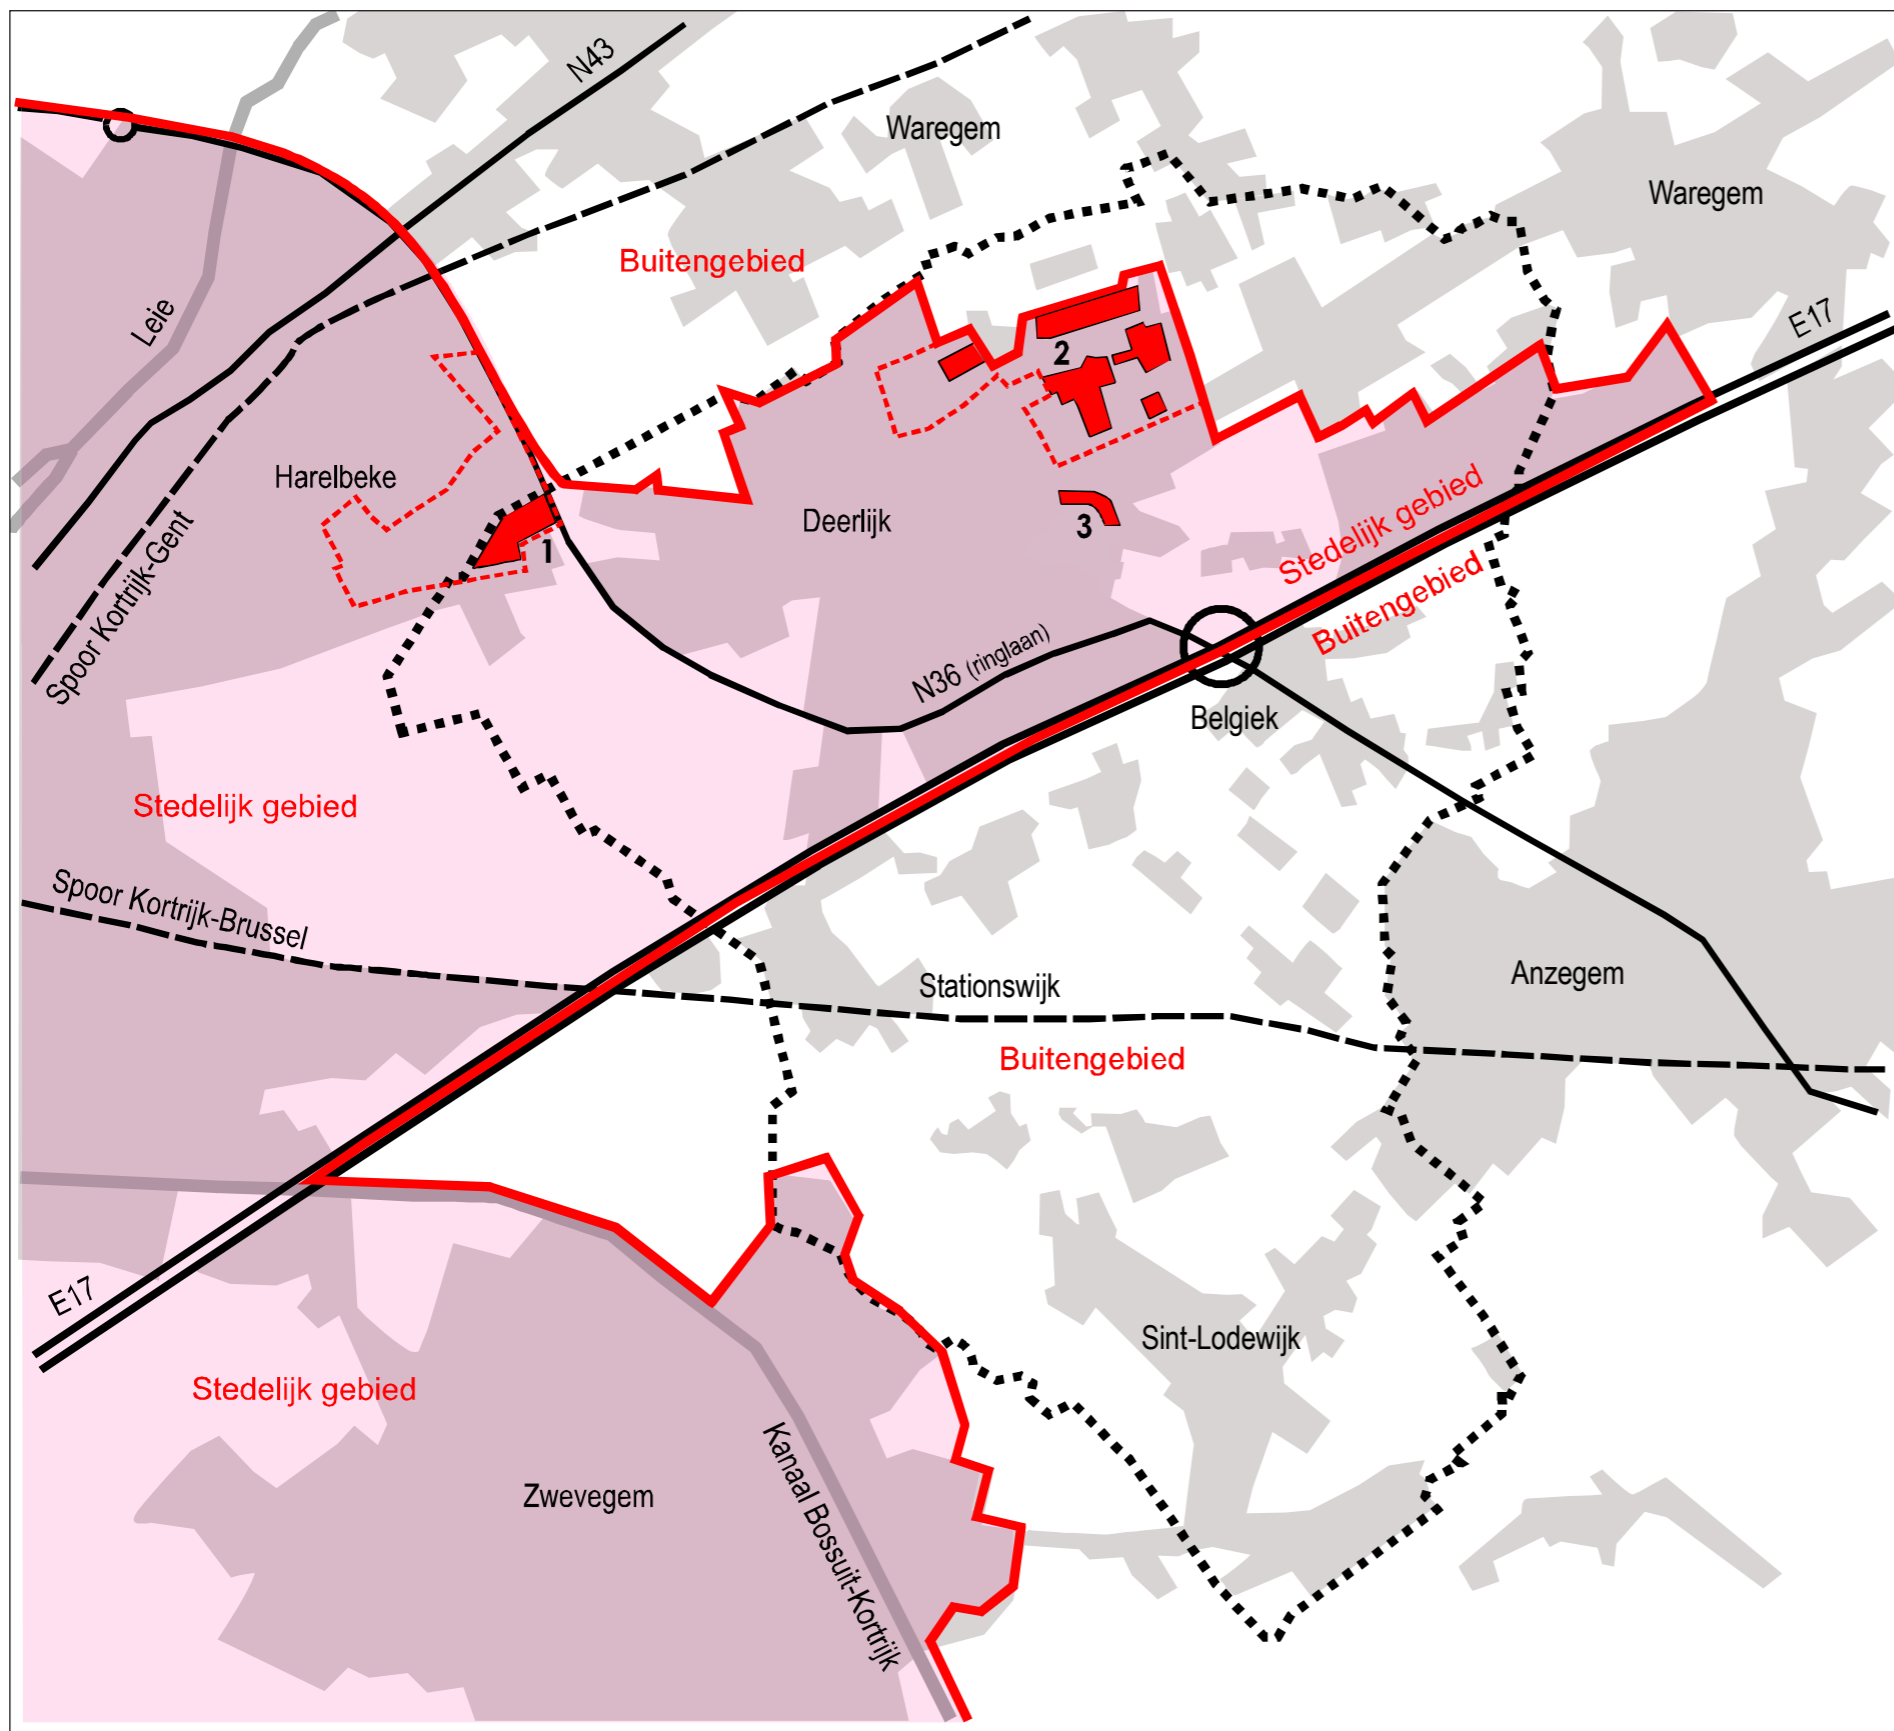 N43
Waregem
Waregem
Buitengebied
Leie
E17
2
Harelbeke
Stedelijk gebied
Deerlijk
3
1
Buitengebied
Spoor Kortrijk-Gent
N36 (ringlaan)
Belgiek
Stedelijk gebied
Spoor Kortrijk-Brussel
Stationswijk
Anzegem
Buitengebied
E17
Sint-Lodewijk
Stedelijk gebied
Zwevegem
Kanaal Bossuit-Kortrijk